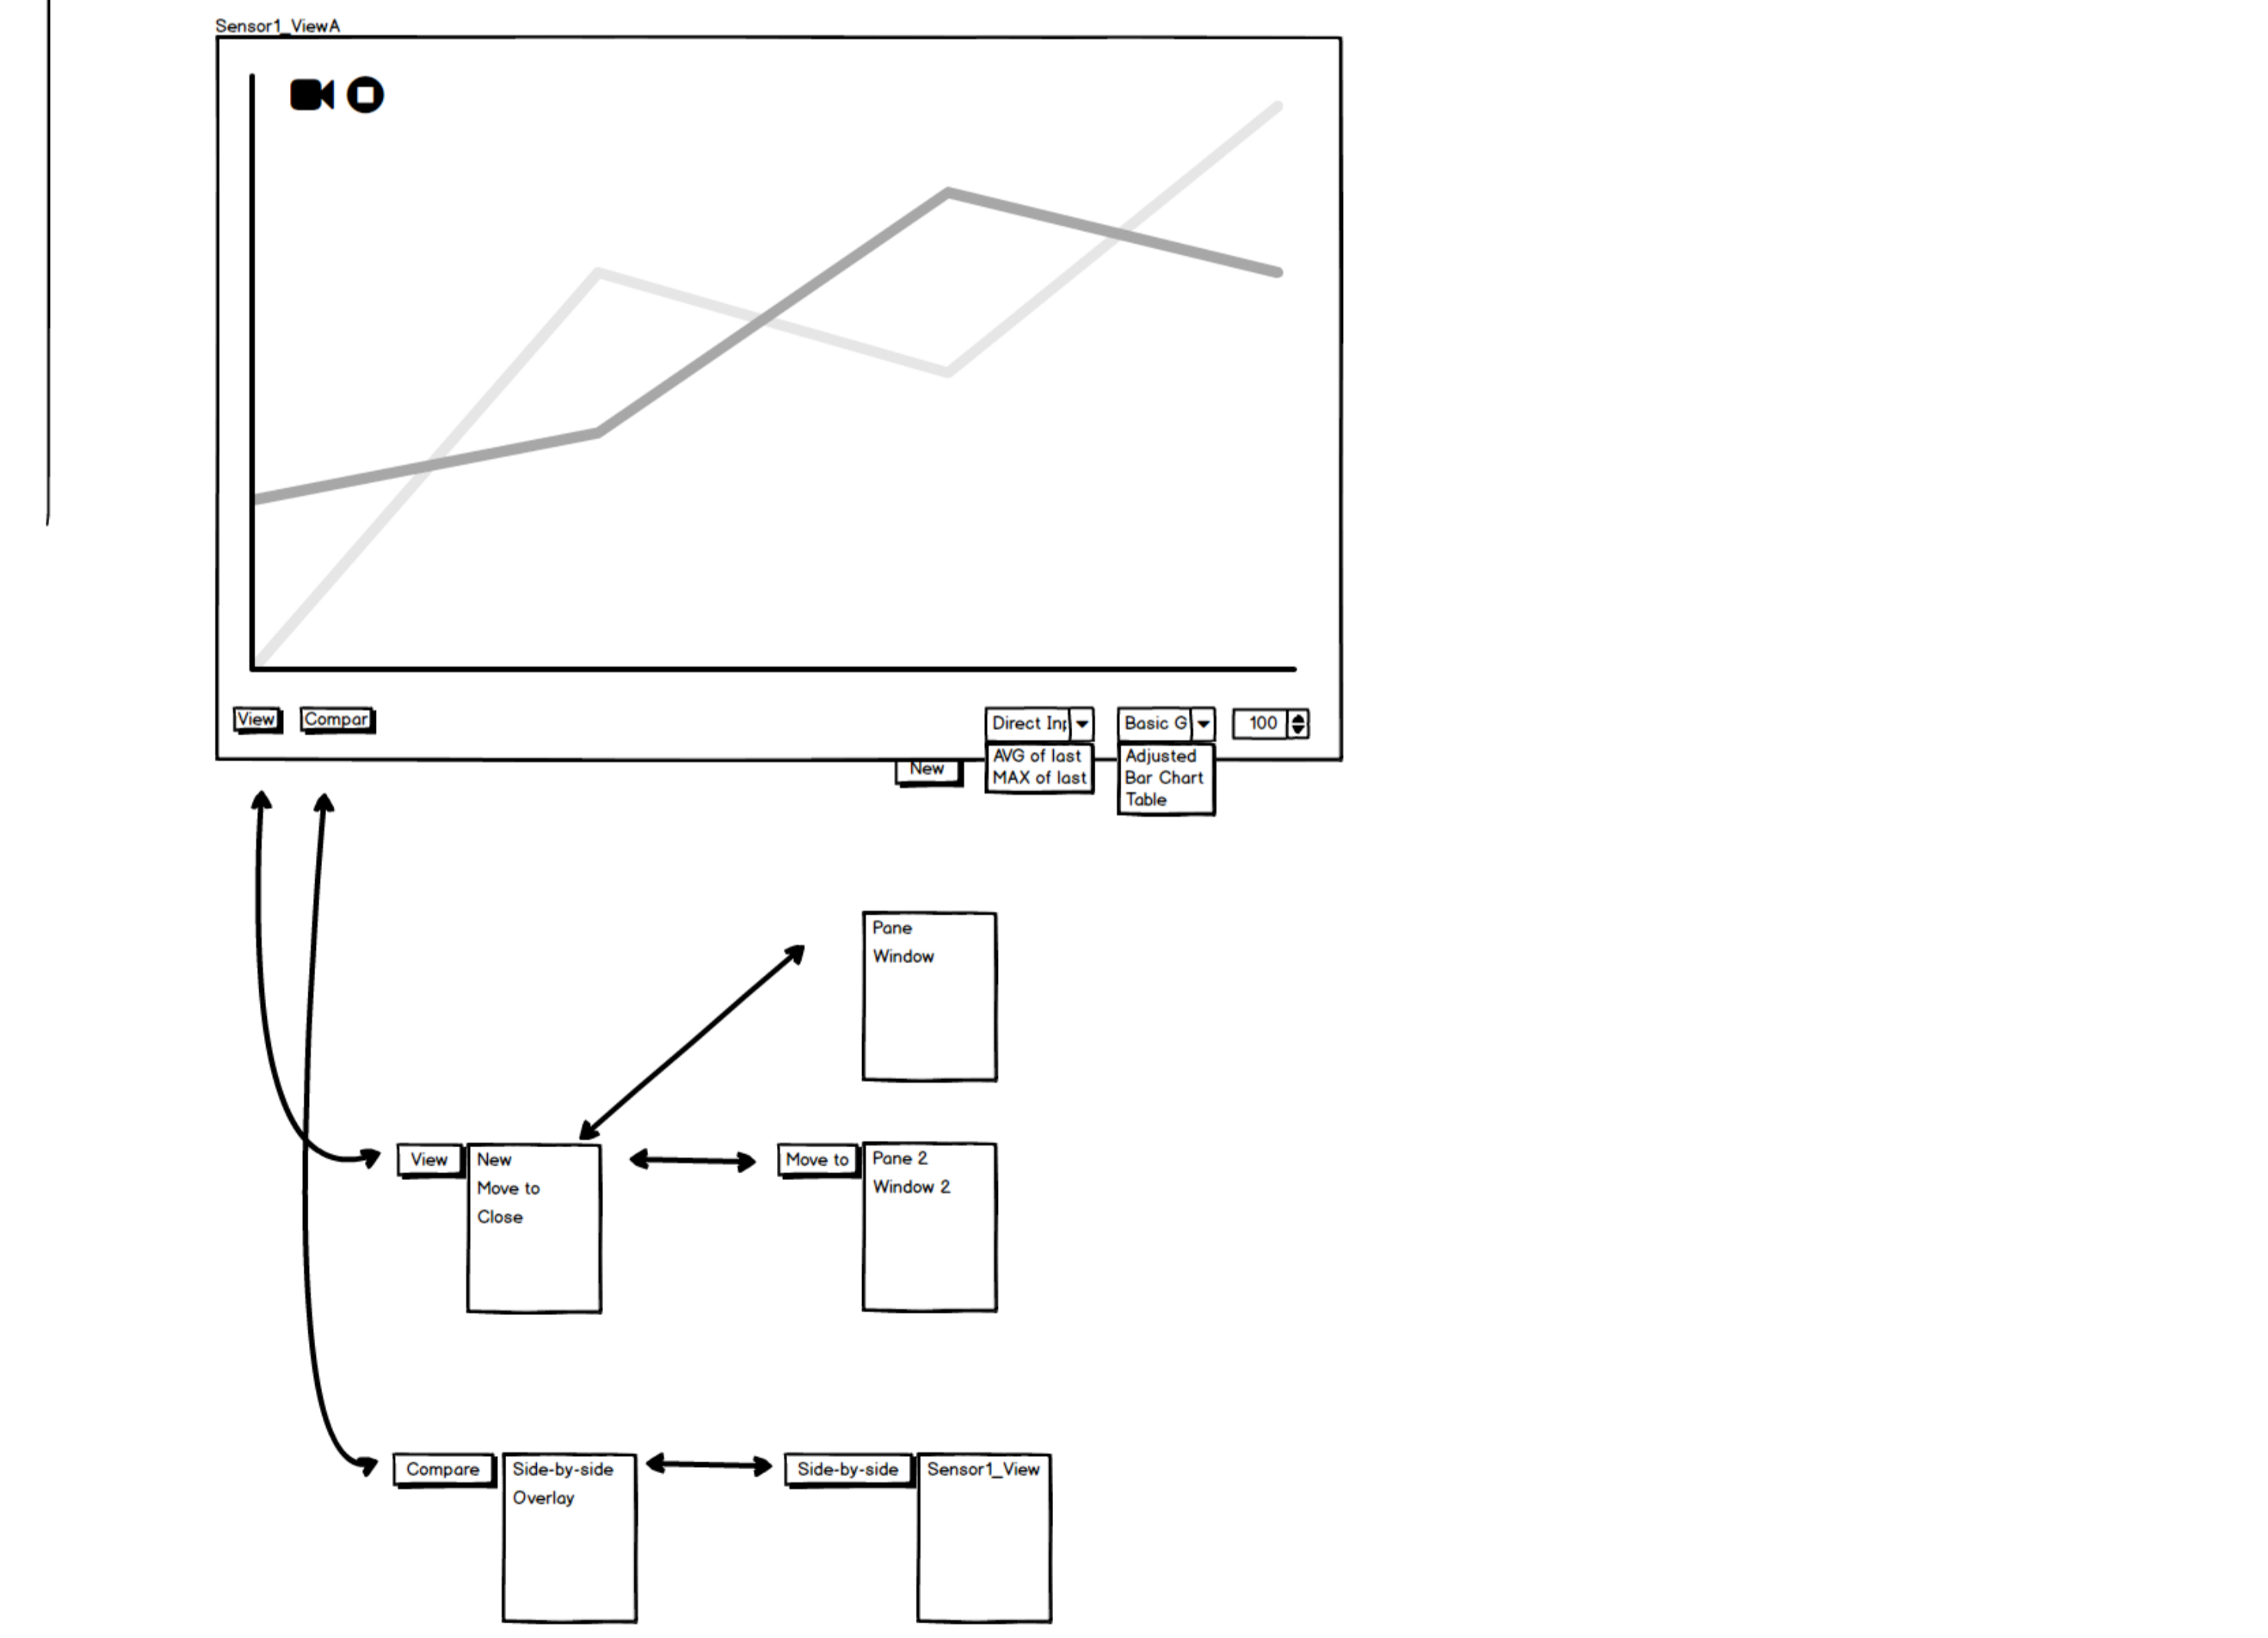 Sensor1_ViewA
View
Compar
Direct Inp
Basic G
100
New
AVG of last
MAX of last
Adjusted
Bar Chart
Table
Pane
Window
View
New
Move to
Close
Move to
Pane 2
Window 2
Compare
Side-by-side
Overlay
Side-by-side
Sensor1_View